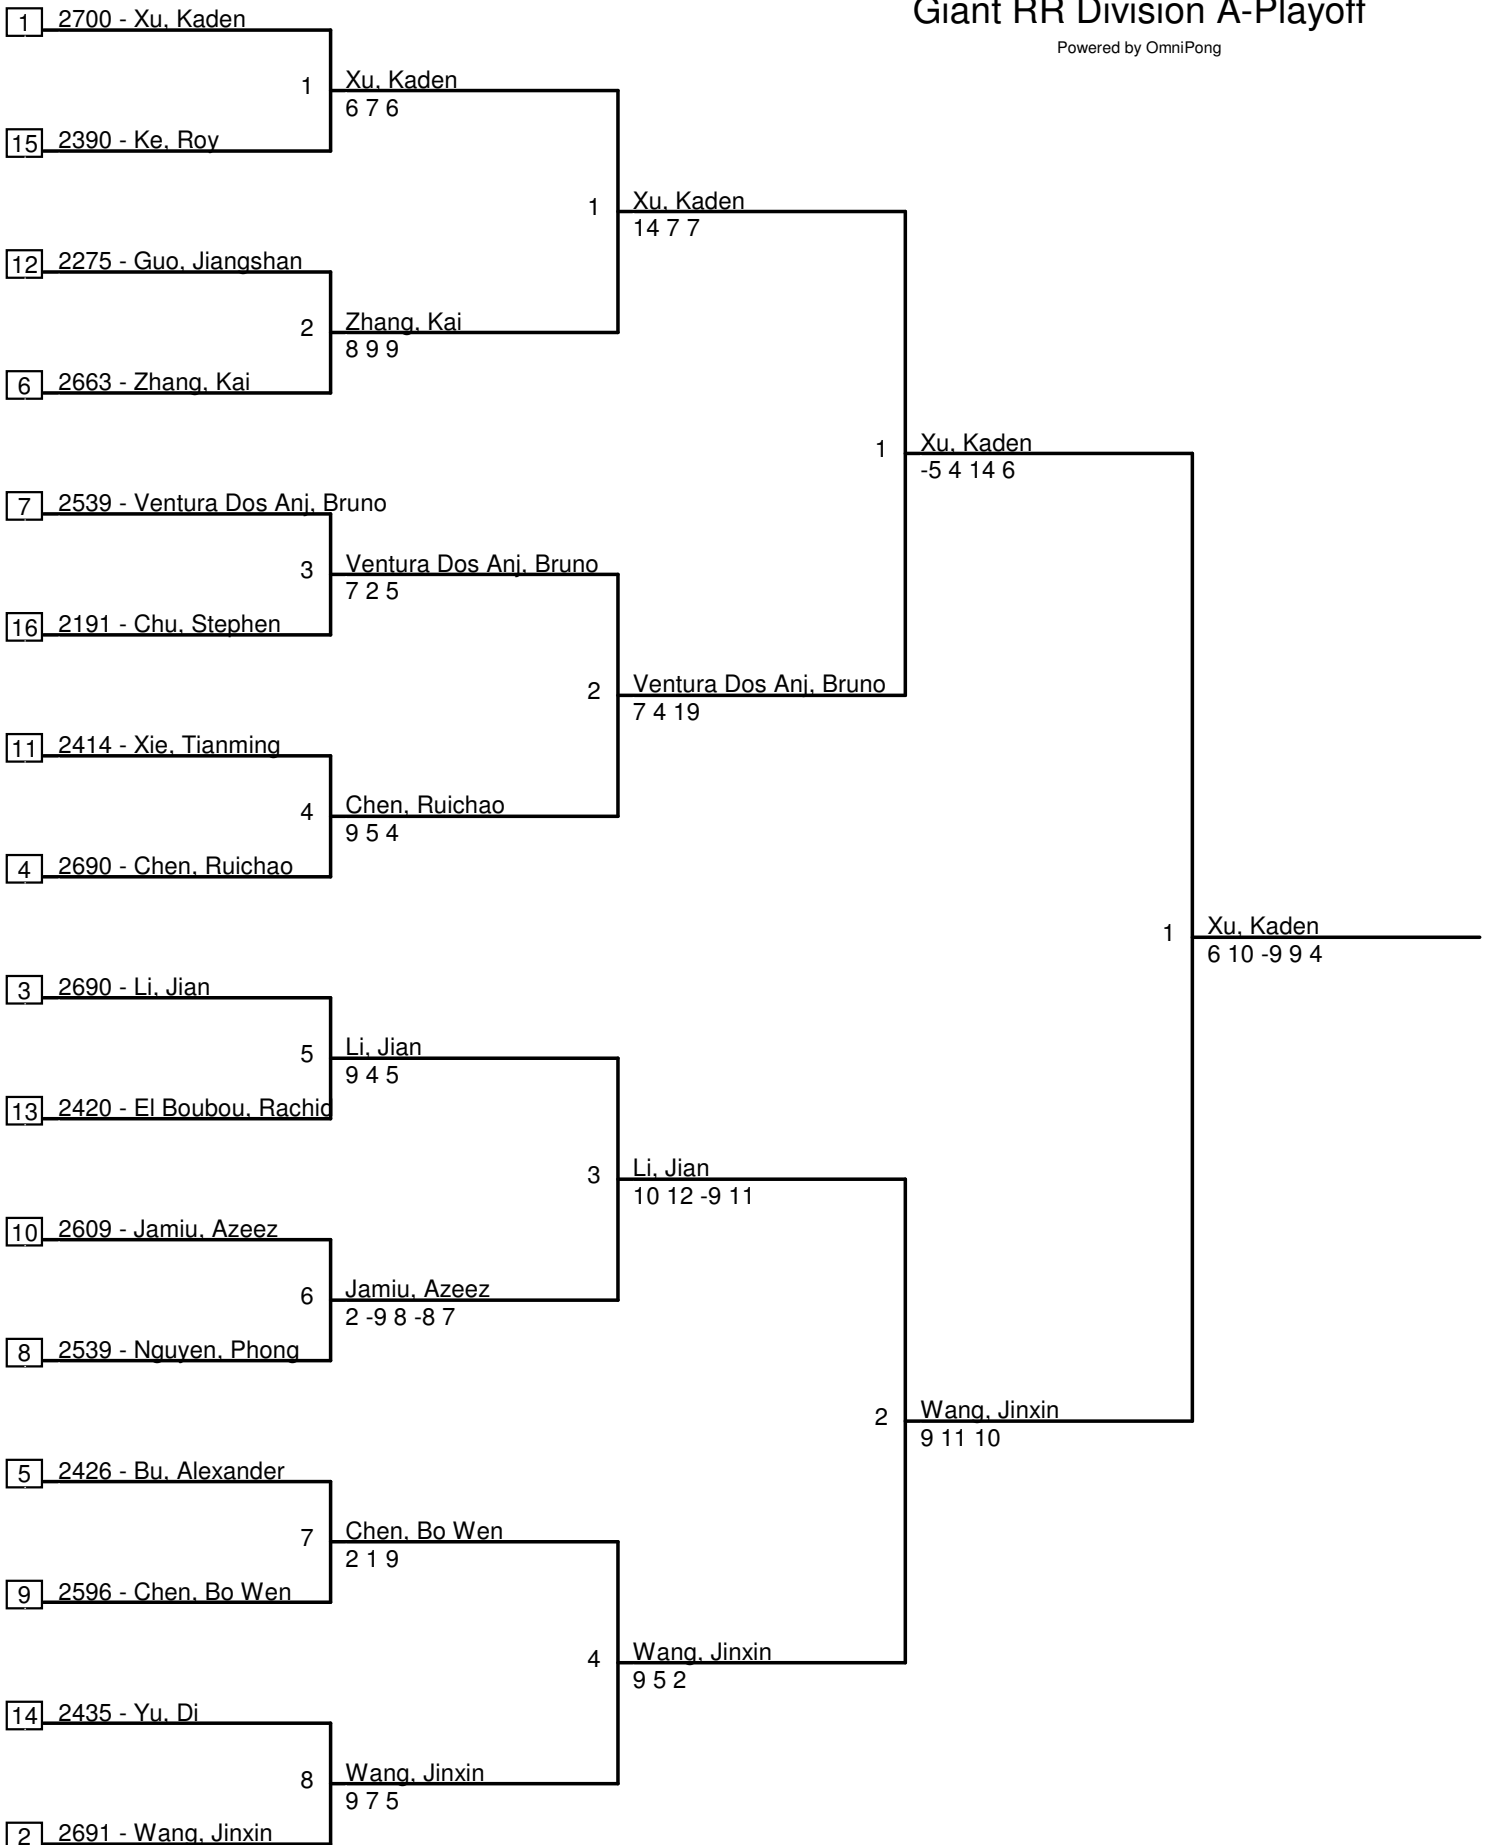 Giant RR Division A-Playoff
Powered by OmniPong
1 2700 - Xu, Kaden
1 Xu, Kaden
6 7 6
15 2390 - Ke, Roy
1 Xu, Kaden
14 7 7
12 2275 - Guo, Jiangshan
2 Zhang, Kai
8 9 9
6 2663 - Zhang, Kai
1 Xu, Kaden
-5 4 14 6
7 2539 - Ventura Dos Anj, Bruno
3 Ventura Dos Anj, Bruno
7 2 5
16 2191 - Chu, Stephen
2 Ventura Dos Anj, Bruno
7 4 19
11 2414 - Xie, Tianming
4 Chen, Ruichao
9 5 4
4 2690 - Chen, Ruichao
1 Xu, Kaden
6 10 -9 9 4
3 2690 - Li, Jian
5 Li, Jian
9 4 5
13 2420 - El Boubou, Rachid
3 Li, Jian
10 12 -9 11
10 2609 - Jamiu, Azeez
6 Jamiu, Azeez
2 -9 8 -8 7
8 2539 - Nguyen, Phong
2 Wang, Jinxin
9 11 10
5 2426 - Bu, Alexander
7 Chen, Bo Wen
2 1 9
9 2596 - Chen, Bo Wen
4 Wang, Jinxin
9 5 2
14 2435 - Yu, Di
8 Wang, Jinxin
9 7 5
2 2691 - Wang, Jinxin